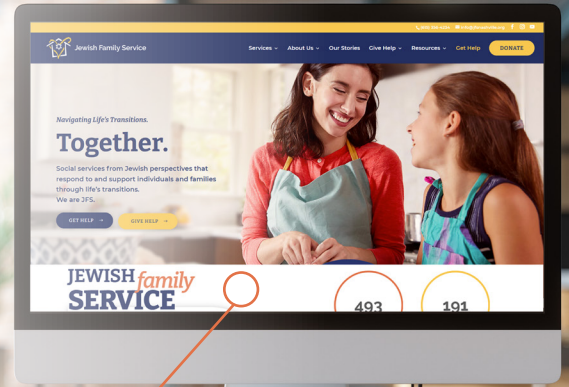 Jewish Family Service
Services
About Us
Our Stories
Give Help
Resources
Get Help
DONATE
Navigating Life's Transitions.
Together.
Social services from Jewish perspectives that
respond to and support individuals and families
through life's transitions.
We are JFS.
GET HELP →
GIVE HELP →
JEWISH family
SERVICE
493
191